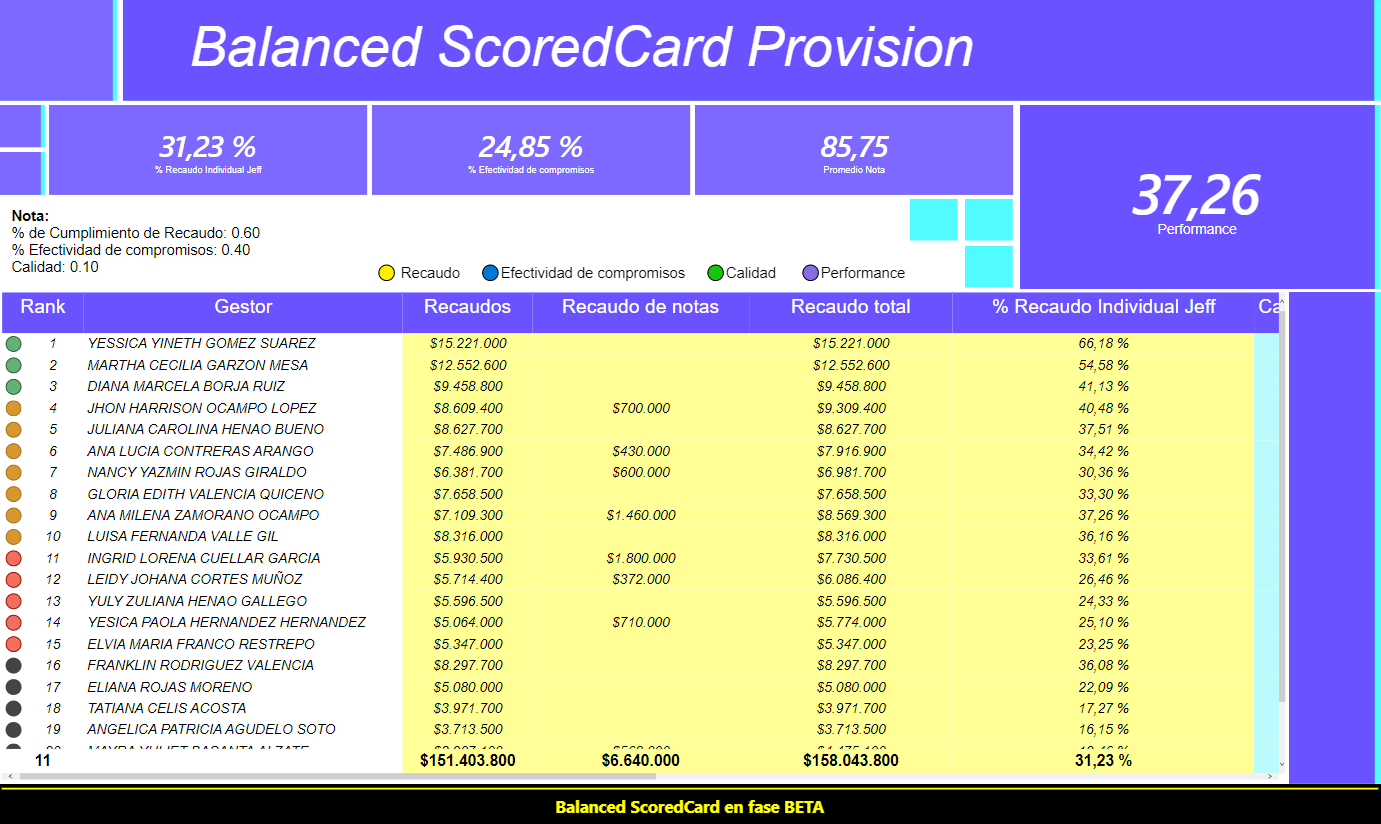 Balanced ScoredCard Provision
31,23 %
% Recaudo Individual Jeff
24,85 %
% Efectividad de compromisos
85,75
Promedio Nota
37,26
Performance
Nota:
% de Cumplimiento de Recaudo: 0.60
% Efectividad de compromisos: 0.40
Calidad: 0.10
Recaudo Efectividad de compromisos Calidad Performance
Rank Gestor Recaudos Recaudo de notas Recaudo total % Recaudo Individual Jeff Ca
1 YESSICA YINETH GOMEZ SUAREZ $15.221.000 $15.221.000 66,18 %
2 MARTHA CECILIA GARZON MESA $12.552.600 $12.552.600 54,58 %
3 DIANA MARCELA BORJA RUIZ $9.458.800 $9.458.800 41,13 %
4 JHON HARRISON OCAMPO LOPEZ $8.609.400 $700.000 $9.309.400 40,48 %
5 JULIANA CAROLINA HENAO BUENO $8.627.700 $8.627.700 37,51 %
6 ANA LUCIA CONTRERAS ARANGO $7.486.900 $430.000 $7.916.900 34,42 %
7 NANCY YAZMIN ROJAS GIRALDO $6.381.700 $600.000 $6.981.700 30,36 %
8 GLORIA EDITH VALENCIA QUICENO $7.658.500 $7.658.500 33,30 %
9 ANA MILENA ZAMORANO OCAMPO $7.109.300 $1.460.000 $8.569.300 37,26 %
10 LUISA FERNANDA VALLE GIL $8.316.000 $8.316.000 36,16 %
11 INGRID LORENA CUELLAR GARCIA $5.930.500 $1.800.000 $7.730.500 33,61 %
12 LEIDY JOHANA CORTES MUÑOZ $5.714.400 $372.000 $6.086.400 26,46 %
13 YULY ZULIANA HENAO GALLEGO $5.596.500 $5.596.500 24,33 %
14 YESICA PAOLA HERNANDEZ HERNANDEZ $5.064.000 $710.000 $5.774.000 25,10 %
15 ELVIA MARIA FRANCO RESTREPO $5.347.000 $5.347.000 23,25 %
16 FRANKLIN RODRIGUEZ VALENCIA $8.297.700 $8.297.700 36,08 %
17 ELIANA ROJAS MORENO $5.080.000 $5.080.000 22,09 %
18 TATIANA CELIS ACOSTA $3.971.700 $3.971.700 17,27 %
19 ANGELICA PATRICIA AGUDELO SOTO $3.713.500 $3.713.500 16,15 %
11 $151.403.800 $6.640.000 $158.043.800 31,23 %
Balanced ScoredCard en fase BETA